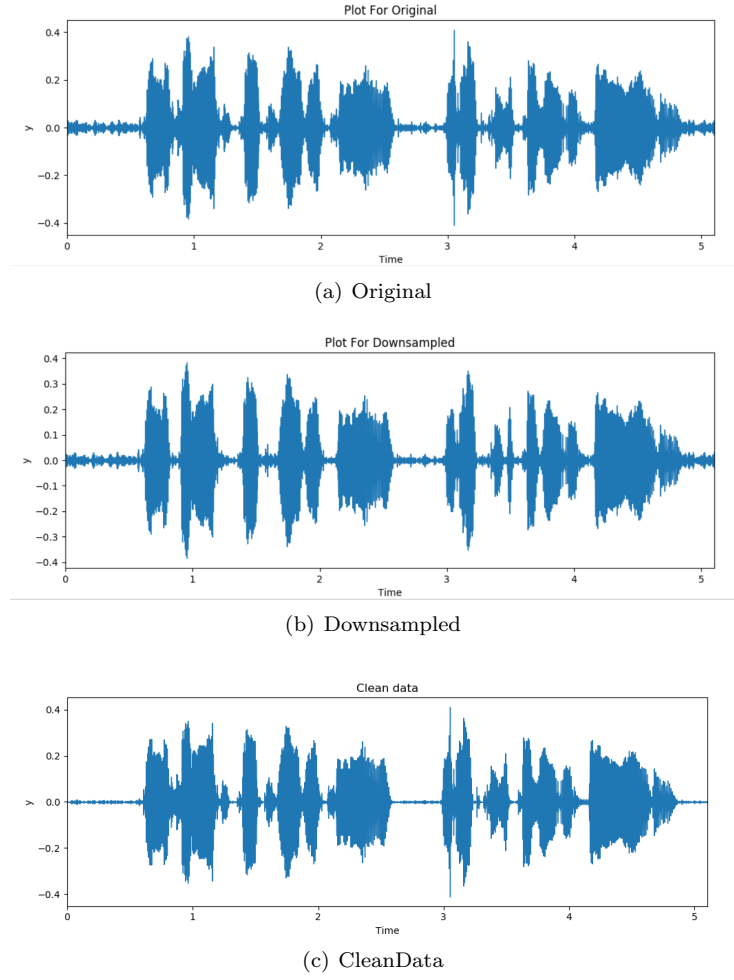 Plot For Original
0.4
0.2
0.0
−0.2
−0.4
y
0 1 2 3 4 5
Time
(a) Original
Plot For Downsampled
0.4
0.3
0.2
0.1
0.0
−0.1
−0.2
−0.3
−0.4
y
0 1 2 3 4 5
Time
(b) Downsampled
Clean data
0.4
0.2
0.0
−0.2
−0.4
y
0 1 2 3 4 5
Time
(c) CleanData